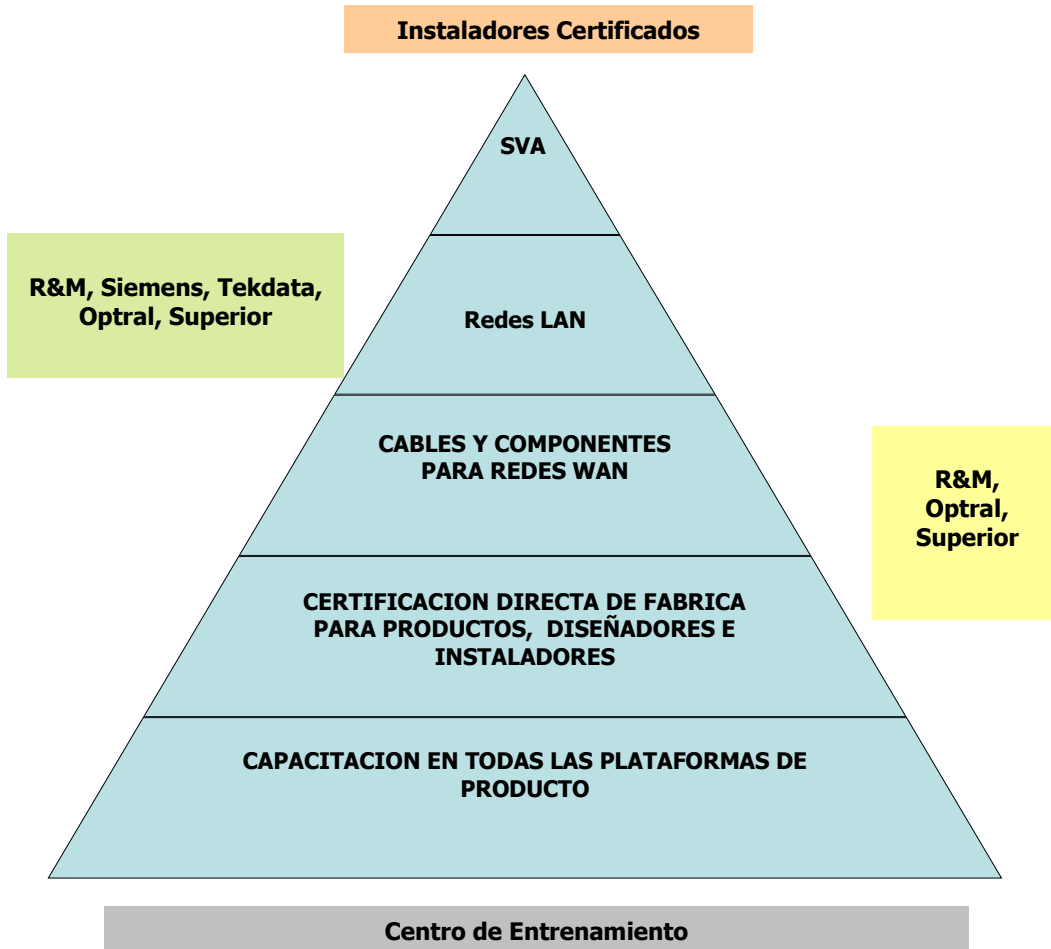 Instaladores Certificados
SVA
R&M, Siemens, Tekdata,
Optral, Superior
Redes LAN
CABLES Y COMPONENTES
PARA REDES WAN
R&M,
Optral,
Superior
CERTIFICACION DIRECTA DE FABRICA
PARA PRODUCTOS, DISEÑADORES E
INSTALADORES
CAPACITACION EN TODAS LAS PLATAFORMAS DE
PRODUCTO
Centro de Entrenamiento